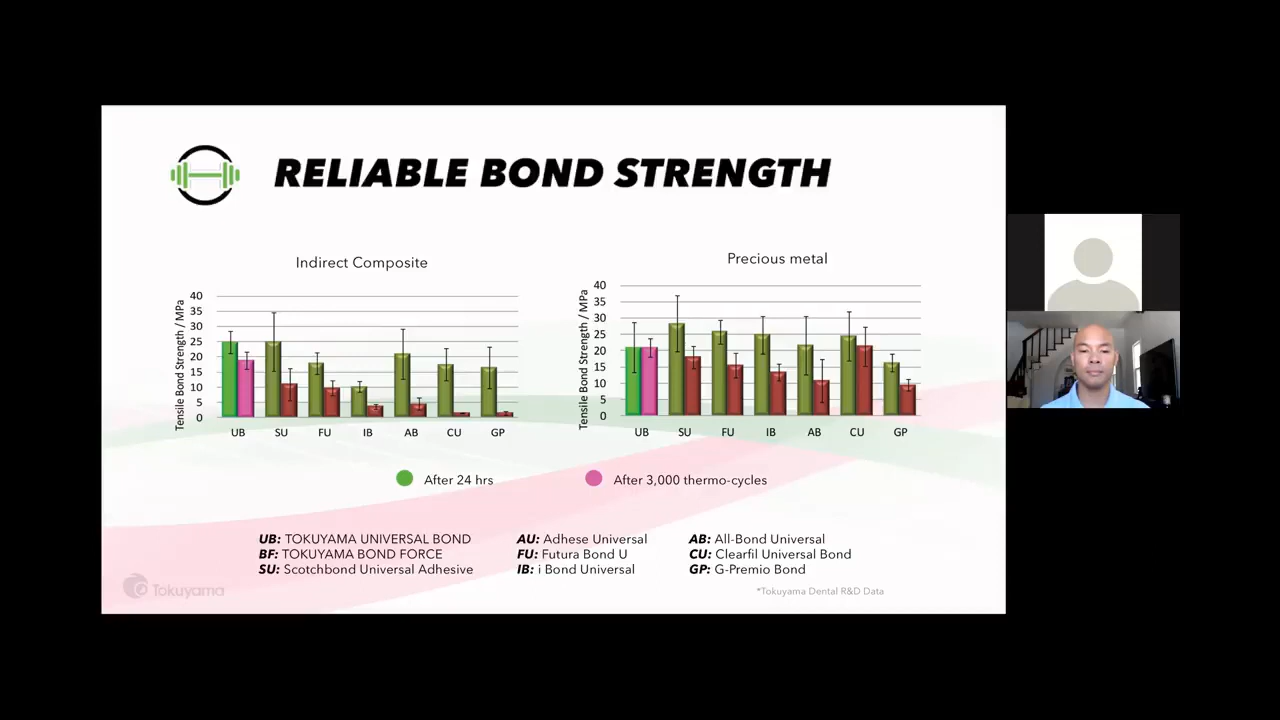 RELIABLE BOND STRENGTH
Indirect Composite
Tensile Bond Strength / MPa
40
35
30
25
20
15
10
5
0
UB SU FU IB AB CU GP
Precious metal
Tensile Bond Strength / MPa
40
35
30
25
20
15
10
5
0
UB SU FU IB AB CU GP
After 24 hrs
After 3,000 thermo-cycles
UB: TOKUYAMA UNIVERSAL BOND
BF: TOKUYAMA BOND FORCE
SU: Scotchbond Universal Adhesive
AU: Adhese Universal
FU: Futura Bond U
IB: i Bond Universal
AB: All-Bond Universal
CU: Clearfil Universal Bond
GP: G-Premio Bond
Tokuyama
*Tokuyama Dental R&D Data